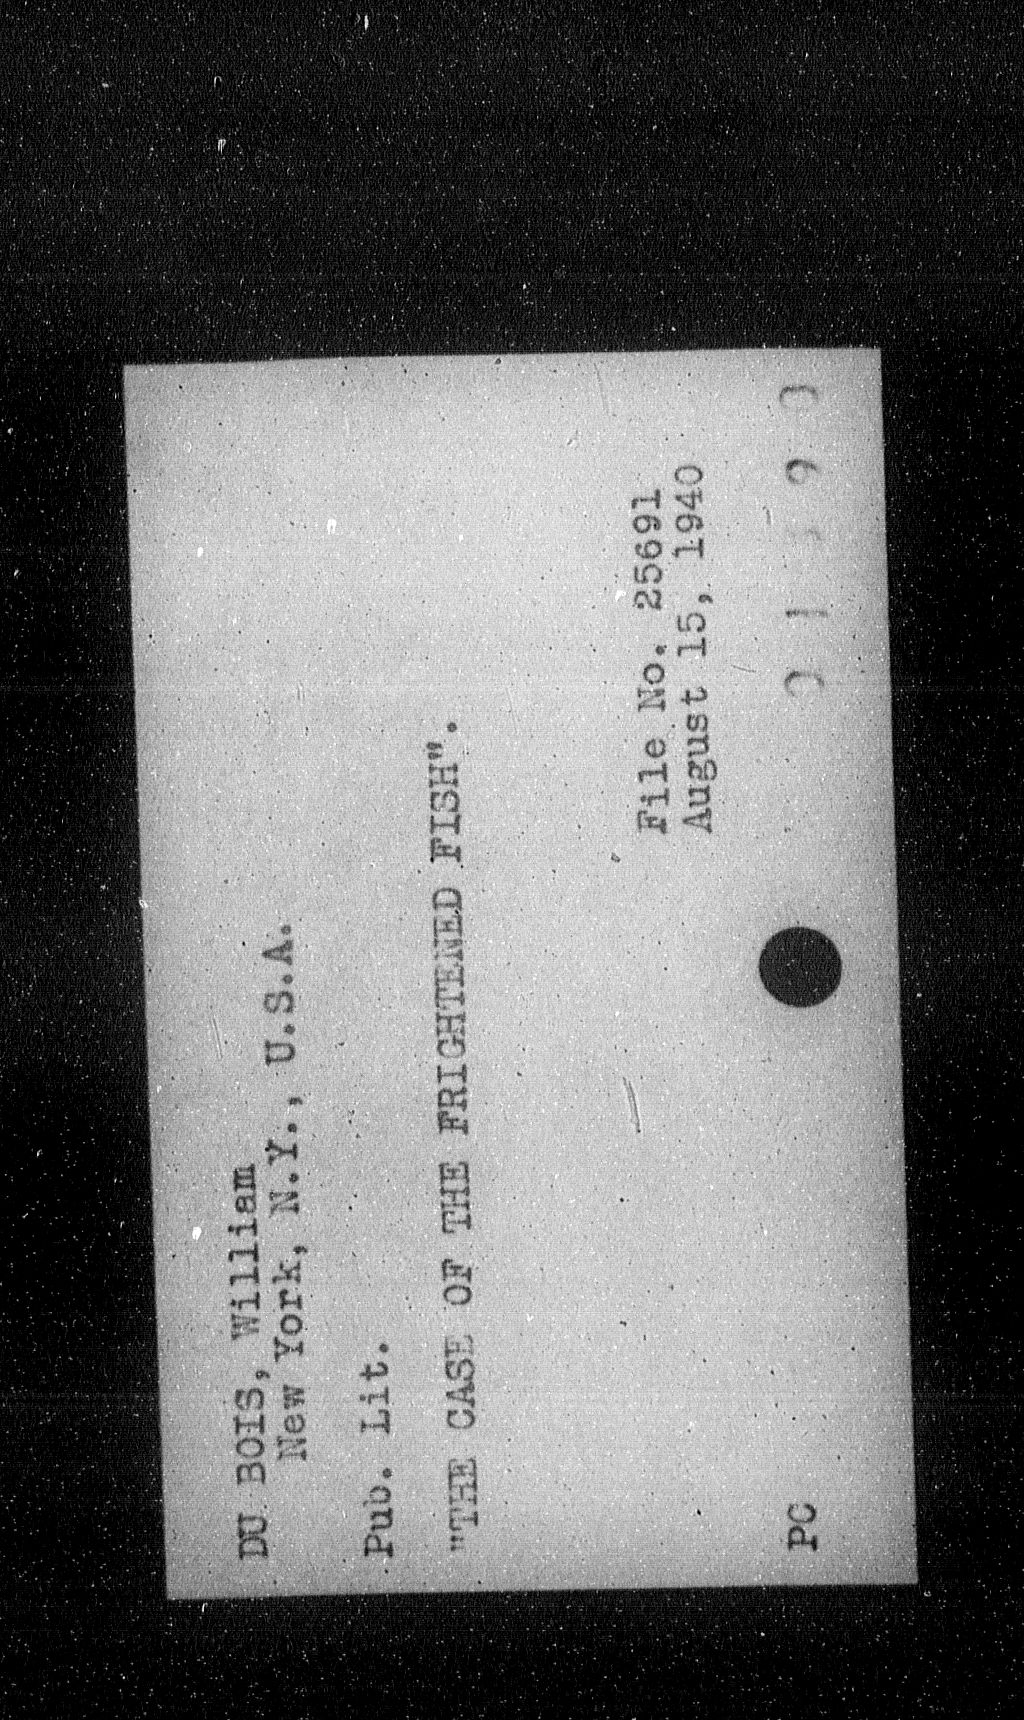 DU BOIS, William
New York, N.Y., U.S.A.
Pub. Lit.
"THE CASE OF THE FRIGHTENED FISH".
File No. 25691
August 15, 1940
PC